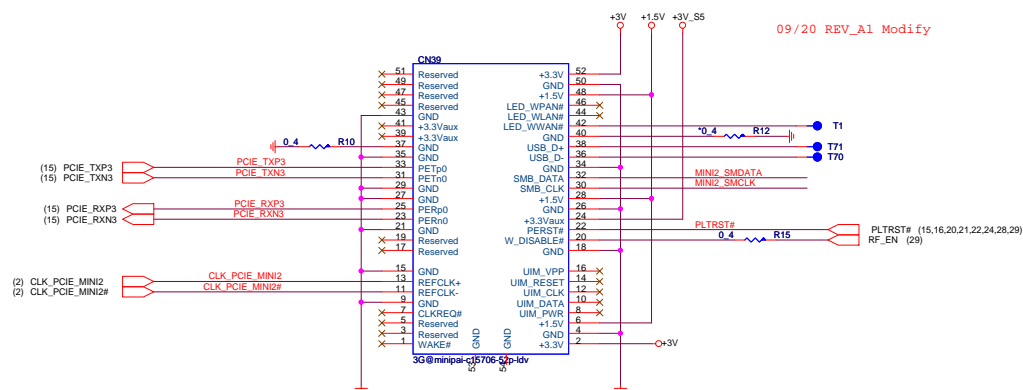 +3V +1.5V +3V_S5
09/20 REV_A1 Modify
CN39
51 Reserved +3.3V 52
49 Reserved GND 50
47 Reserved +1.5V 48
45 Reserved LED_WPAN# 46
43 GND LED_WLAN# 44
41 +3.3Vaux LED_WWAN# 42 T1
39 +3.3Vaux GND 40 *0_4 R12
0_4 R10 37 GND USB_D+ 38 T71
35 GND USB_D- 36 T70
(15) PCIE_TXP3 PCIE_TXP3 33 PETp0 GND 34
(15) PCIE_TXN3 PCIE_TXN3 31 PETn0 SMB_DATA 32 MINI2_SMDATA
29 GND SMB_CLK 30 MINI2_SMCLK
27 GND +1.5V 28
(15) PCIE_RXP3 PCIE_RXP3 25 PERp0 GND 26
(15) PCIE_RXN3 PCIE_RXN3 23 PERn0 +3.3Vaux 24
21 GND PERST# 22 PLTRST# PLTRST# (15,16,20,21,22,24,28,29)
19 Reserved W_DISABLE# 20 0_4 R15 RF_EN (29)
17 Reserved GND 18
15 GND UIM_VPP 16
(2) CLK_PCIE_MINI2 CLK_PCIE_MINI2 13 REFCLK+ UIM_RESET 14
(2) CLK_PCIE_MINI2# CLK_PCIE_MINI2# 11 REFCLK- UIM_CLK 12
9 GND UIM_DATA 10
7 CLKREQ# UIM_PWR 8
5 Reserved +1.5V 6
3 Reserved GND 4
1 WAKE# +3.3V 2 +3V
GND GND
53 54
3G@minipai-c15706-52p-ldv